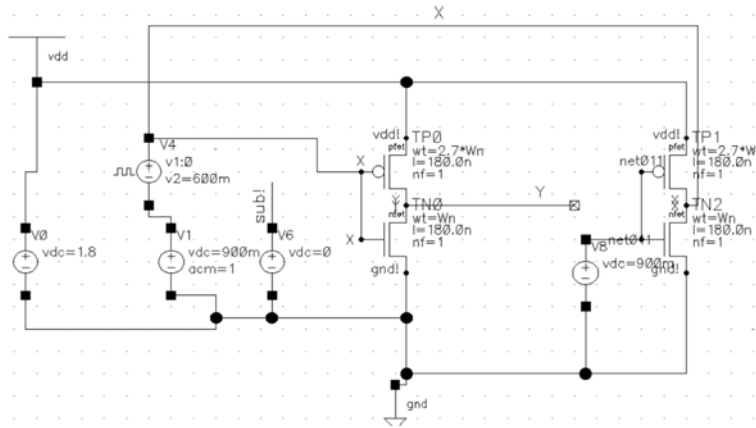 X
vdd
V4
v1:0
v2=600m
V0
vdc=1.8
V1
vdc=900m
acm=1
sub!
V6
vdc=0
vdd!
TP0
pfet
wt=2.7*Wn
l=180.0n
nf=1
X
Y
X
TN0
nfet
wt=Wn
l=180.0n
nf=1
gnd!
vdd!
TP1
pfet
wt=2.7*W
l=180.0n
nf=1
net011
TN2
nfet
wt=Wn
l=180.0n
nf=1
net011
V8
vdc=900m
gnd!
gnd